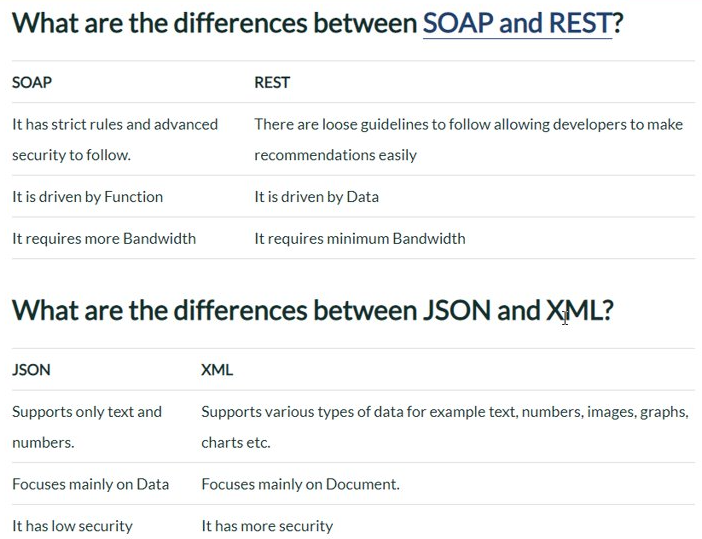 What are the differences between SOAP and REST?
SOAP REST
It has strict rules and advanced There are loose guidelines to follow allowing developers to make
security to follow. recommendations easily
It is driven by Function It is driven by Data
It requires more Bandwidth It requires minimum Bandwidth
What are the differences between JSON and XML?
JSON XML
Supports only text and Supports various types of data for example text, numbers, images, graphs,
numbers. charts etc.
Focuses mainly on Data Focuses mainly on Document.
It has low security It has more security